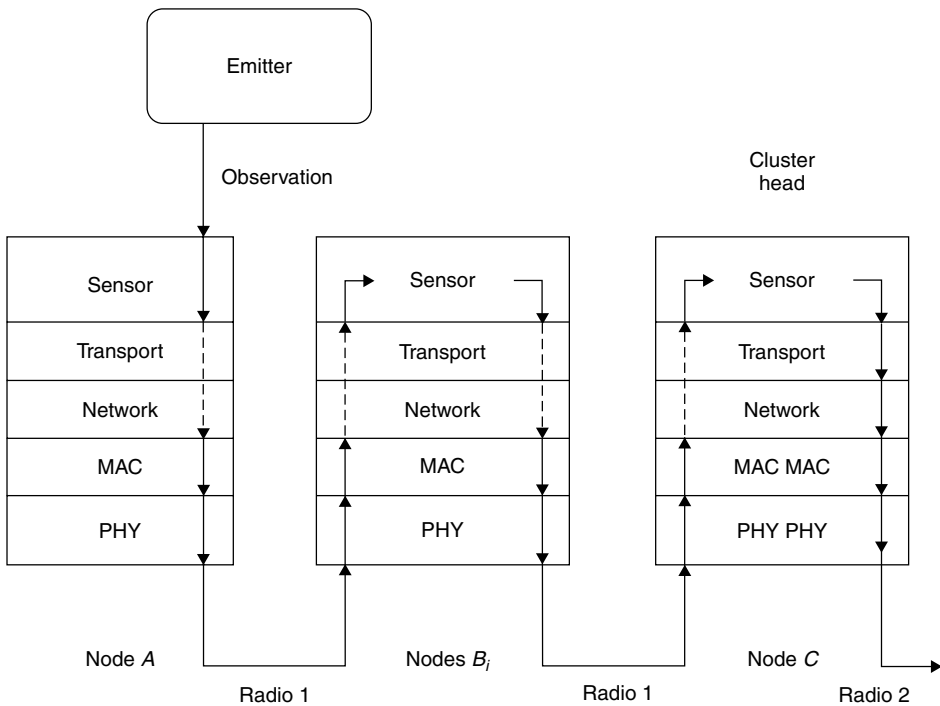 Emitter
Observation
Cluster
head
Sensor
Sensor
Sensor
Transport
Transport
Transport
Network
Network
Network
MAC
MAC
MAC MAC
PHY
PHY
PHY PHY
Node A
Nodes Bi
Node C
Radio 1
Radio 1
Radio 2